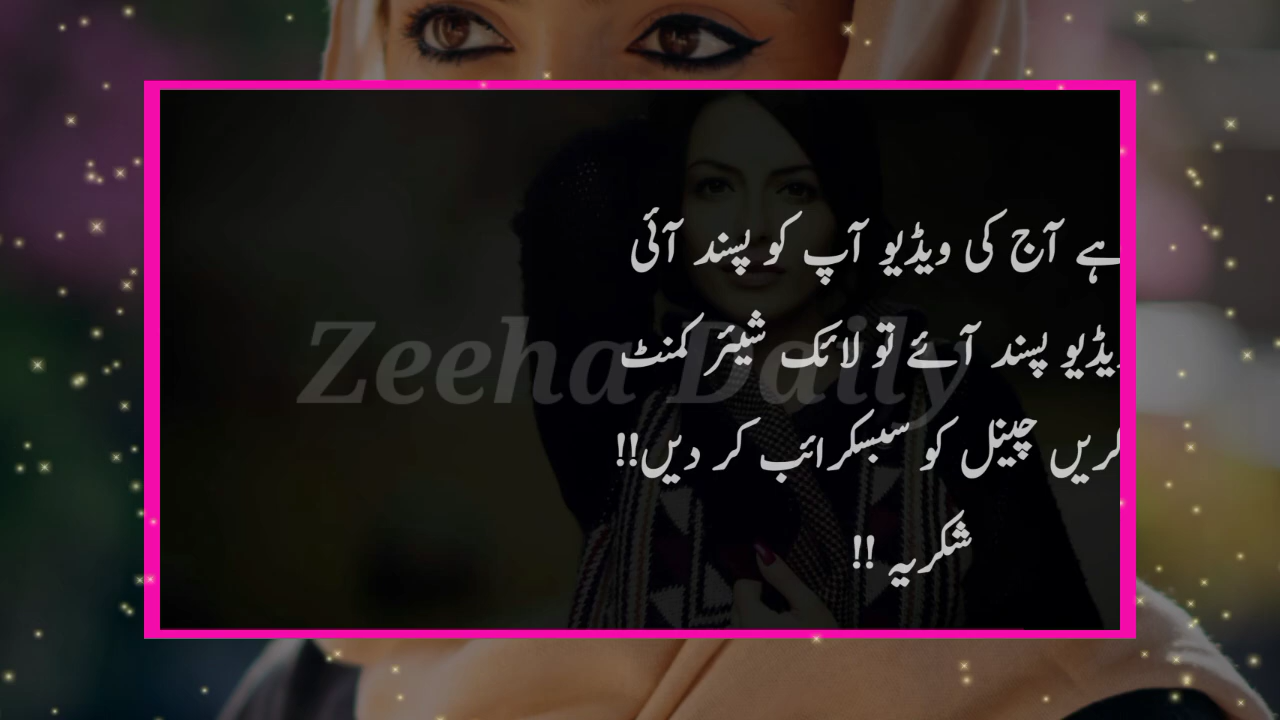 ہے آج کی ویڈیو آپ کو پسند آئی
ویڈیو پسند آئے تو لائک شیئر کمنٹ
کریں چینل کو سبسکرائب کر دیں!!
شکریہ !!
Zeeha Daily